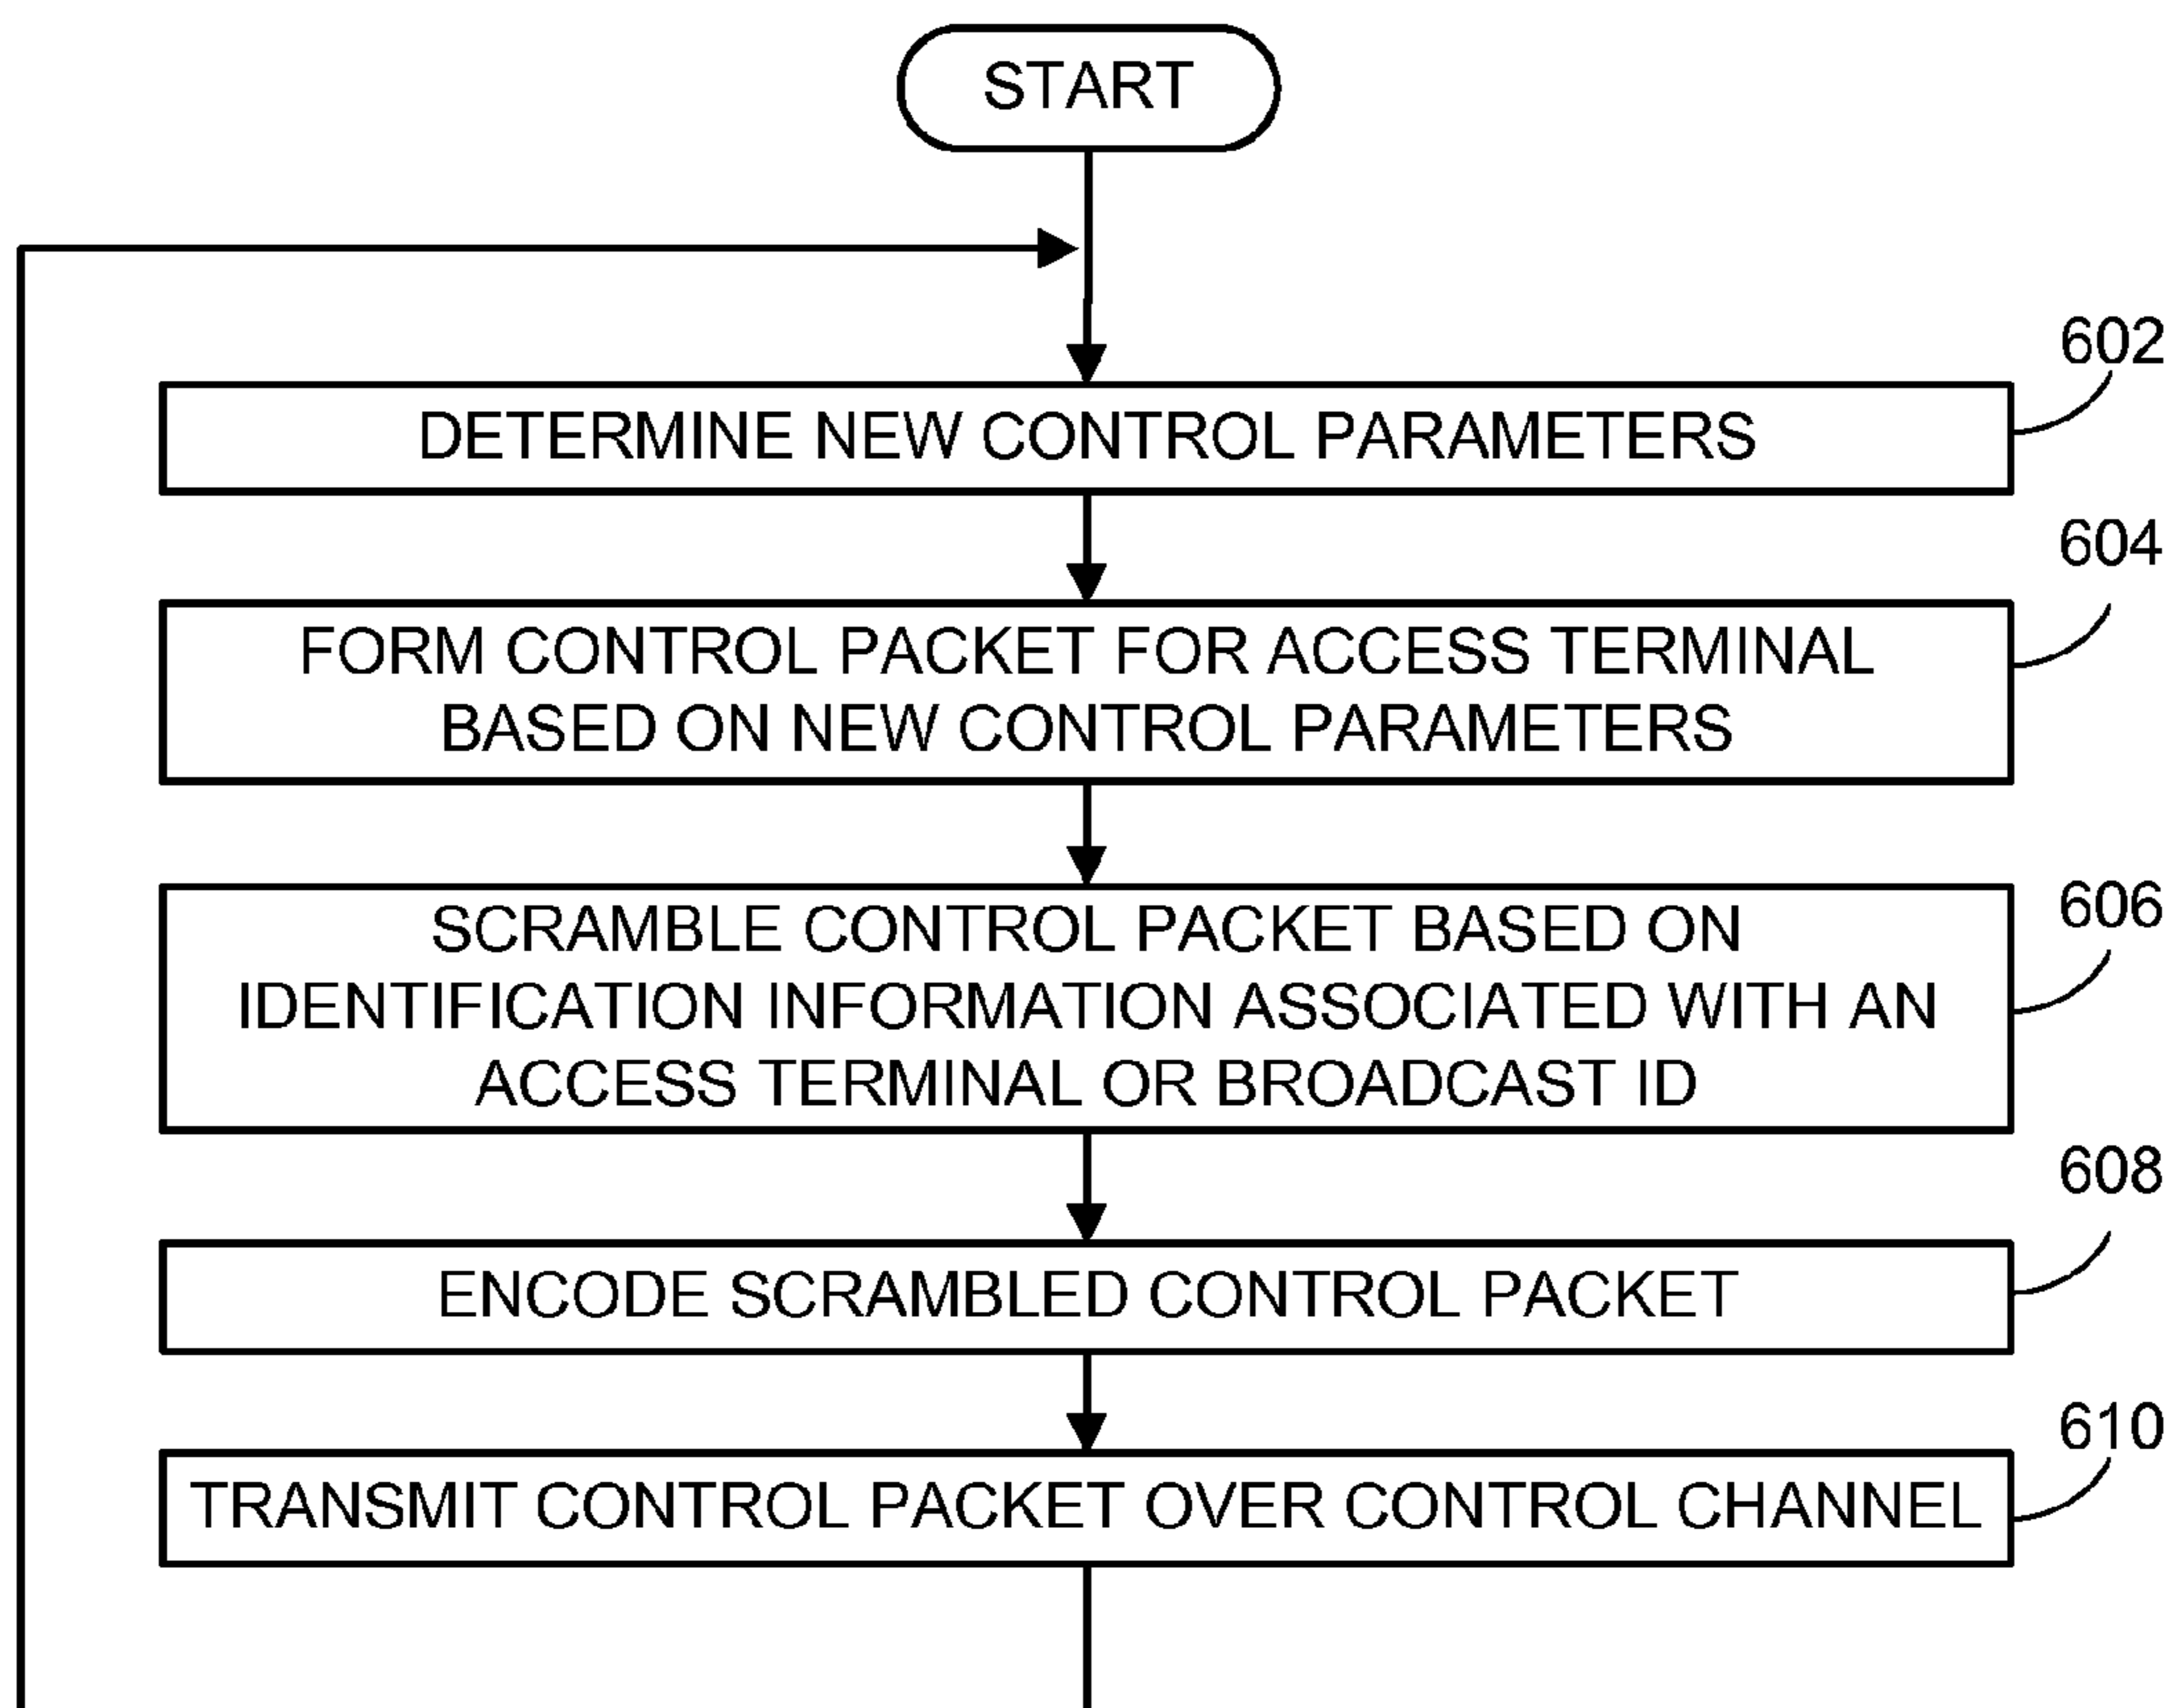 START
602
DETERMINE NEW CONTROL PARAMETERS
604
FORM CONTROL PACKET FOR ACCESS TERMINAL
BASED ON NEW CONTROL PARAMETERS
606
SCRAMBLE CONTROL PACKET BASED ON
IDENTIFICATION INFORMATION ASSOCIATED WITH AN
ACCESS TERMINAL OR BROADCAST ID
608
ENCODE SCRAMBLED CONTROL PACKET
610
TRANSMIT CONTROL PACKET OVER CONTROL CHANNEL